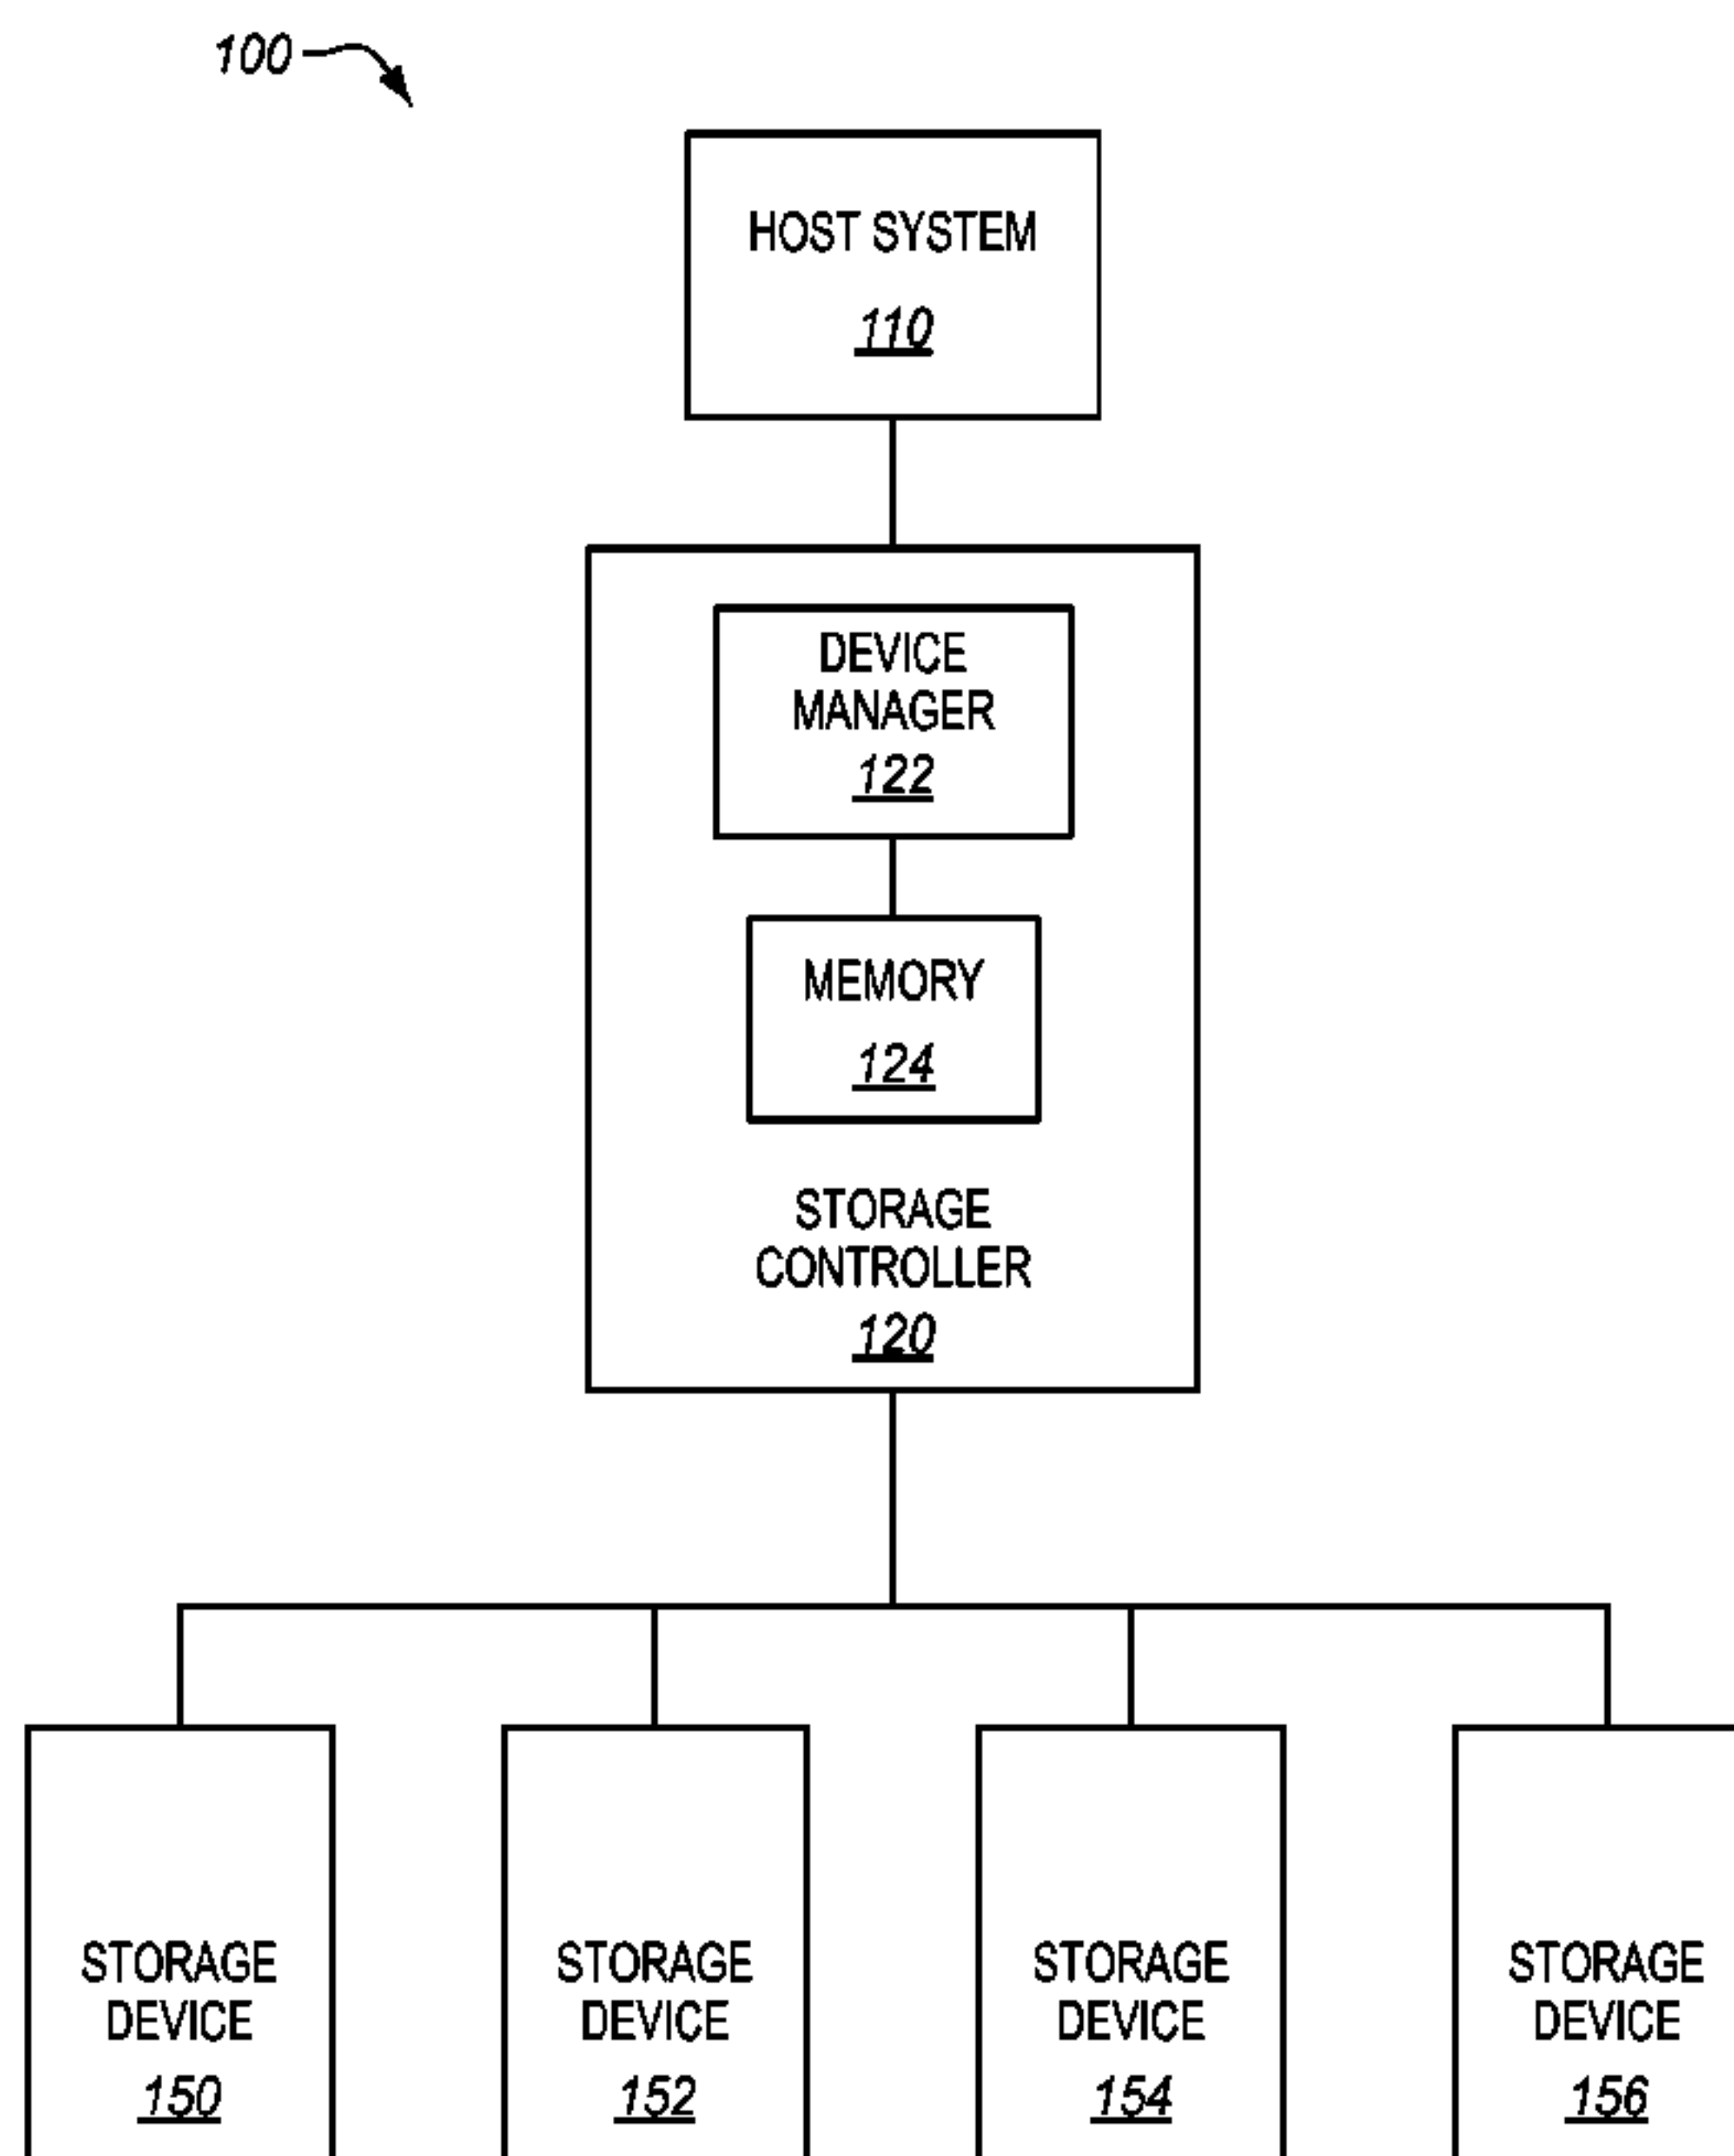 100
HOST SYSTEM
110
DEVICE
MANAGER
122
MEMORY
124
STORAGE
CONTROLLER
120
STORAGE
DEVICE
150
STORAGE
DEVICE
152
STORAGE
DEVICE
154
STORAGE
DEVICE
156